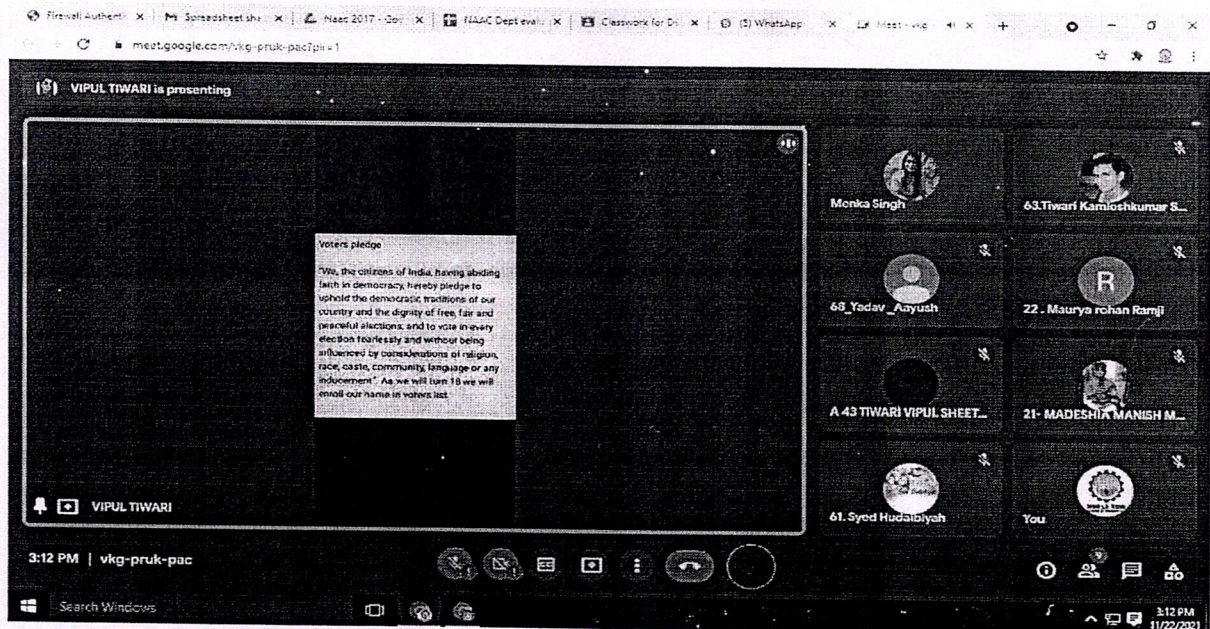 Firewall Authenti
Spreadsheet sha
Naac 2017 - Goo
NAAC Dept evalu
Classwork for D
(5) WhatsApp
Meet - vkg
meet.google.com/vkg-pruk-pac?pli=1
VIPUL TIWARI is presenting
Voters pledge
"We, the citizens of India, having abiding
faith in democracy, hereby pledge to
uphold the democratic traditions of our
country and the dignity of free, fair and
peaceful elections, and to vote in every
election fearlessly and without being
influenced by considerations of religion,
race, caste, community, language or any
inducement". As we will turn 18 we will
enroll our name in voters list
VIPUL TIWARI
Menka Singh
63.Tiwari Kamleshkumar S...
68_Yadav_Aayush
R
22 . Maurya rohan Ramji
A 43 TIWARI VIPUL SHEET...
21- MADESHIA MANISH M...
61. Syed Hudaibiyah
You
3:12 PM | vkg-pruk-pac
CC
9
Search Windows
3:12 PM
11/22/2021